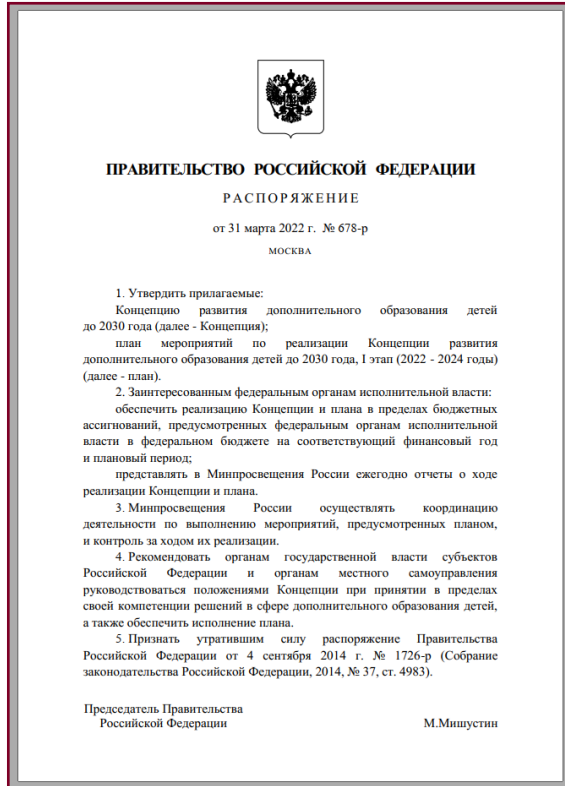 ПРАВИТЕЛЬСТВО РОССИЙСКОЙ ФЕДЕРАЦИИ
РАСПОРЯЖЕНИЕ
от 31 марта 2022 г. № 678-р
МОСКВА
1. Утвердить прилагаемые:
Концепцию развития дополнительного образования детей
до 2030 года (далее - Концепция);
план мероприятий по реализации Концепции развития
дополнительного образования детей до 2030 года, I этап (2022 - 2024 годы)
(далее - план).
2. Заинтересованным федеральным органам исполнительной власти:
обеспечить реализацию Концепции и плана в пределах бюджетных
ассигнований, предусмотренных федеральным органам исполнительной
власти в федеральном бюджете на соответствующий финансовый год
и плановый период;
представлять в Минпросвещения России ежегодно отчеты о ходе
реализации Концепции и плана.
3. Минпросвещения России осуществлять координацию
деятельности по выполнению мероприятий, предусмотренных планом,
и контроль за ходом их реализации.
4. Рекомендовать органам государственной власти субъектов
Российской Федерации и органам местного самоуправления
руководствоваться положениями Концепции при принятии в пределах
своей компетенции решений в сфере дополнительного образования детей,
а также обеспечить исполнение плана.
5. Признать утратившим силу распоряжение Правительства
Российской Федерации от 4 сентября 2014 г. № 1726-р (Собрание
законодательства Российской Федерации, 2014, № 37, ст. 4983).
Председатель Правительства
Российской Федерации М.Мишустин